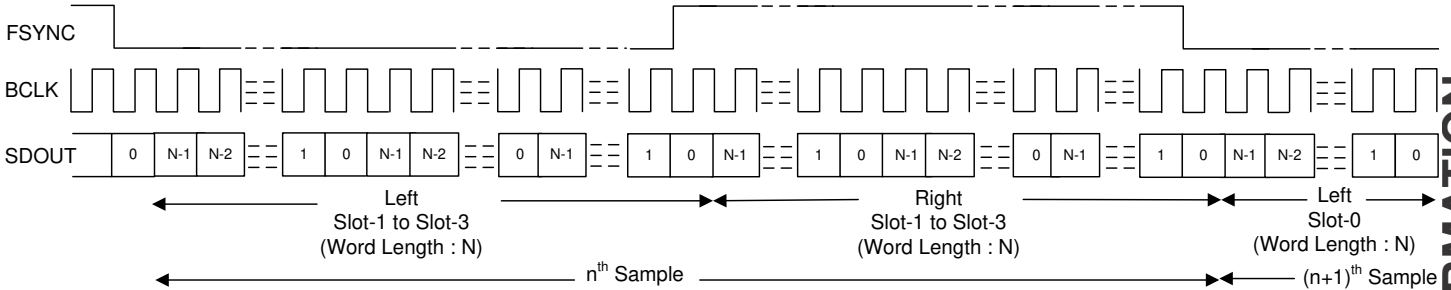 FSYNC
BCLK
SDOUT 0 N-1 N-2 1 0 N-1 N-2 0 N-1 1 0 N-1 1 0 N-1 N-2 0 N-1 1 0 N-1 N-2 1 0
Left Right Left
Slot-1 to Slot-3 Slot-1 to Slot-3 Slot-0
(Word Length : N) (Word Length : N) (Word Length : N)
nth Sample (n+1)th Sample